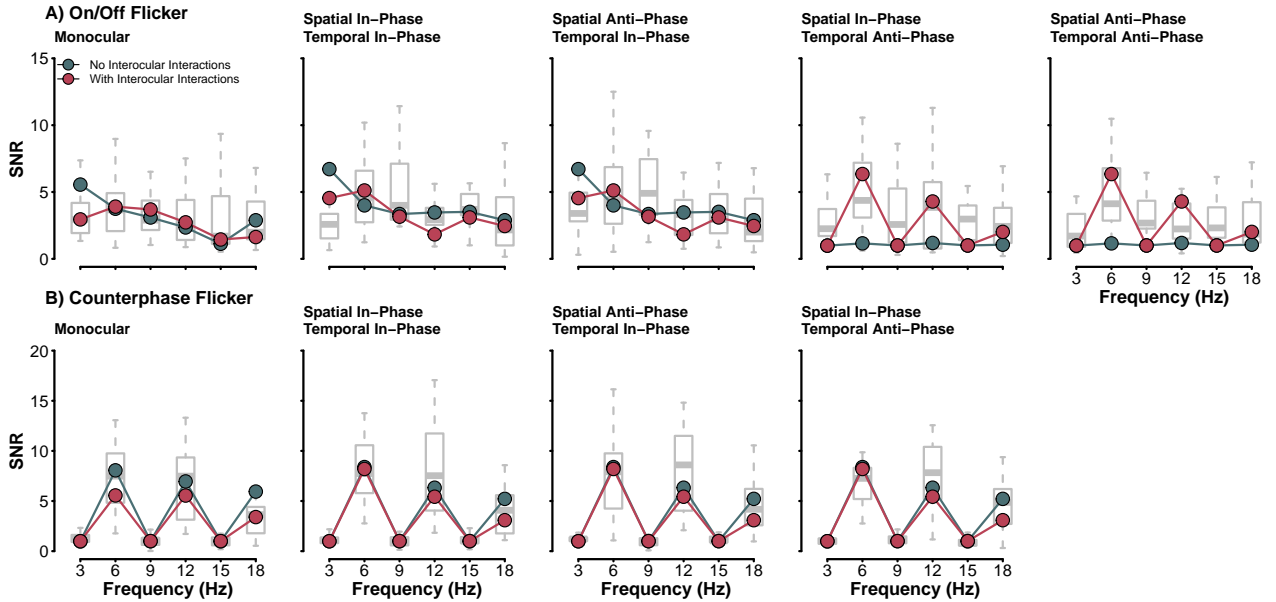 A) On/Off Flicker
Monocular
Spatial In−Phase
Temporal In−Phase
Spatial Anti−Phase
Temporal In−Phase
Spatial In−Phase
Temporal Anti−Phase
Spatial Anti−Phase
Temporal Anti−Phase
No Interocular Interactions
With Interocular Interactions
SNR
15
10
5
0
3 6 9 12 15 18
Frequency (Hz)
B) Counterphase Flicker
Monocular
Spatial In−Phase
Temporal In−Phase
Spatial Anti−Phase
Temporal In−Phase
Spatial In−Phase
Temporal Anti−Phase
SNR
20
15
10
5
0
3 6 9 12 15 18
Frequency (Hz)
3 6 9 12 15 18
Frequency (Hz)
3 6 9 12 15 18
Frequency (Hz)
3 6 9 12 15 18
Frequency (Hz)